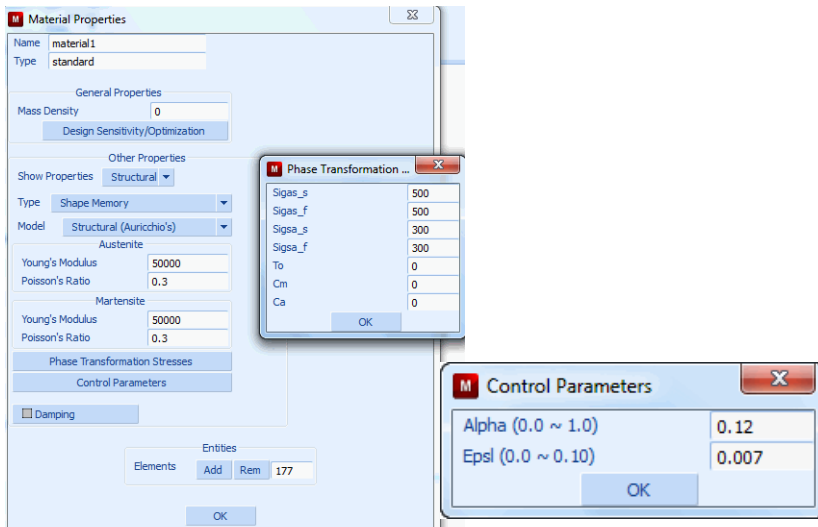 M Material Properties
Name material1
Type standard
General Properties
Mass Density 0
Design Sensitivity/Optimization
Other Properties
Show Properties Structural
Type Shape Memory
Model Structural (Auricchio's)
Austenite
Young's Modulus 50000
Poisson's Ratio 0.3
Martensite
Young's Modulus 50000
Poisson's Ratio 0.3
Phase Transformation Stresses
Control Parameters
Damping
Entities
Elements Add Rem 177
OK
M Phase Transformation ...
Sigas_s 500
Sigas_f 500
Sigsa_s 300
Sigsa_f 300
To 0
Cm 0
Ca 0
OK
M Control Parameters
Alpha (0.0 ~ 1.0) 0.12
Epsl (0.0 ~ 0.10) 0.007
OK